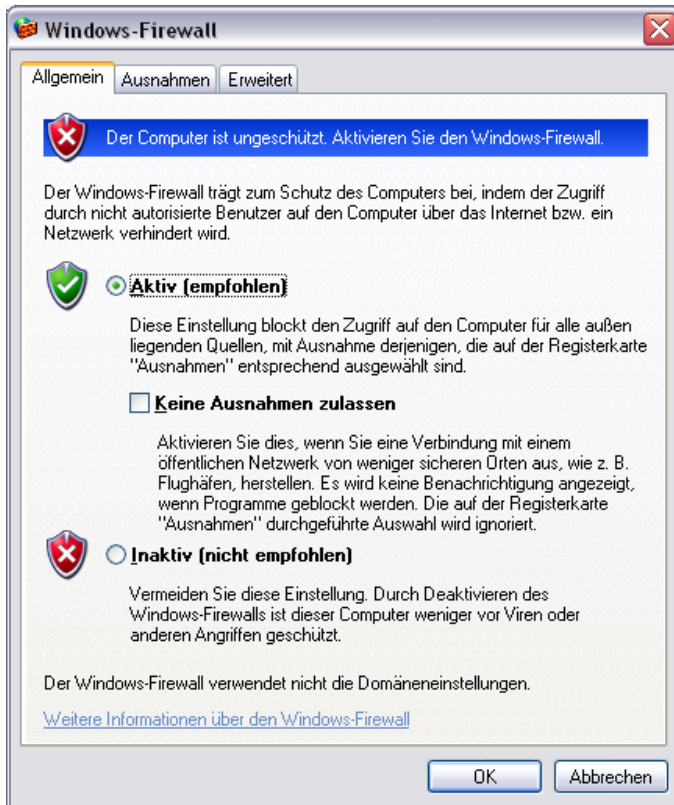 Windows-Firewall
Allgemein Ausnahmen Erweitert
Der Computer ist ungeschützt. Aktivieren Sie den Windows-Firewall.
Der Windows-Firewall trägt zum Schutz des Computers bei, indem der Zugriff
durch nicht autorisierte Benutzer auf den Computer über das Internet bzw. ein
Netzwerk verhindert wird.
Aktiv (empfohlen)
Diese Einstellung blockt den Zugriff auf den Computer für alle außen
liegenden Quellen, mit Ausnahme derjenigen, die auf der Registerkarte
"Ausnahmen" entsprechend ausgewählt sind.
Keine Ausnahmen zulassen
Aktivieren Sie dies, wenn Sie eine Verbindung mit einem
öffentlichen Netzwerk von weniger sicheren Orten aus, wie z. B.
Flughäfen, herstellen. Es wird keine Benachrichtigung angezeigt,
wenn Programme geblockt werden. Die auf der Registerkarte
"Ausnahmen" durchgeführte Auswahl wird ignoriert.
Inaktiv (nicht empfohlen)
Vermeiden Sie diese Einstellung. Durch Deaktivieren des
Windows-Firewalls ist dieser Computer weniger vor Viren oder
anderen Angriffen geschützt.
Der Windows-Firewall verwendet nicht die Domäneneinstellungen.
Weitere Informationen über den Windows-Firewall
OK Abbrechen